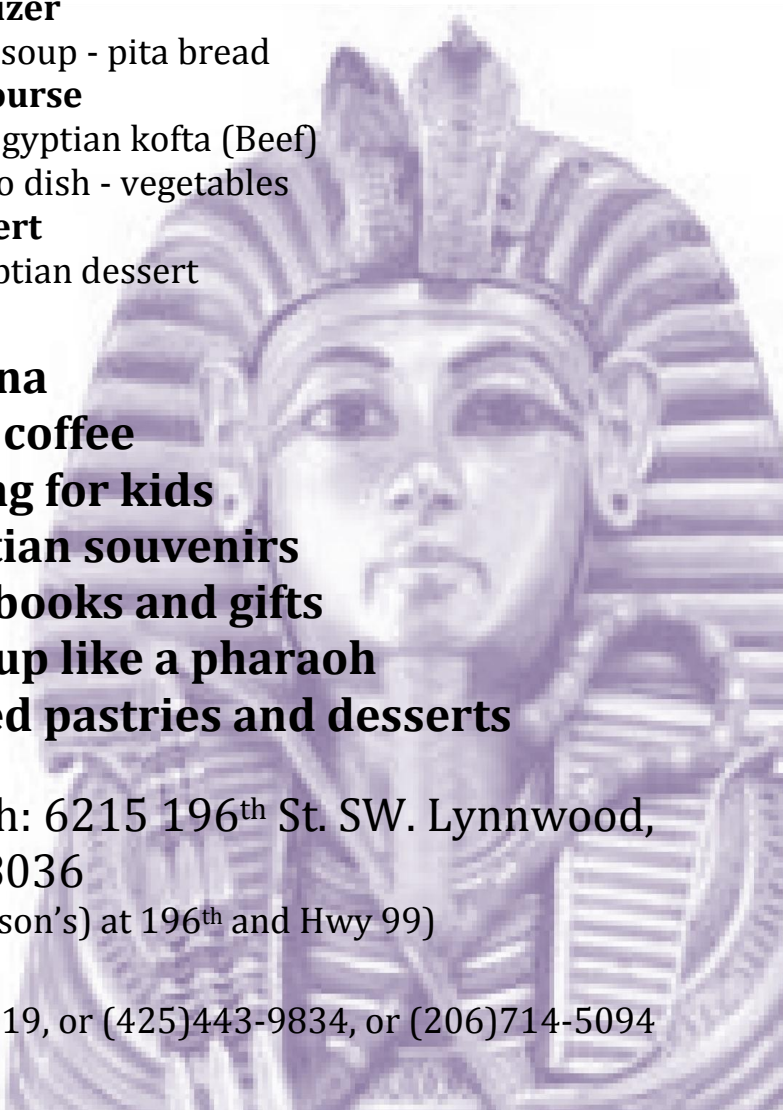 izer
soup - pita bread
ourse
gyptian kofta (Beef)
o dish - vegetables
ert
ptian dessert
na
coffee
ng for kids
tian souvenirs
books and gifts
up like a pharaoh
ed pastries and desserts
h: 6215 196th St. SW. Lynnwood,
8036
son’s) at 196th and Hwy 99)
19, or (425)443-9834, or (206)714-5094